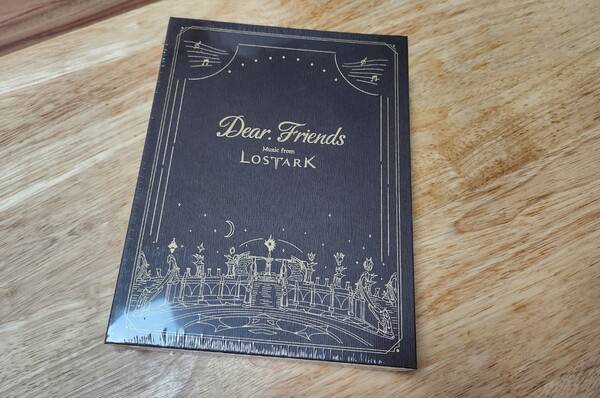 Dear. Friends
Music from
LOSTARK